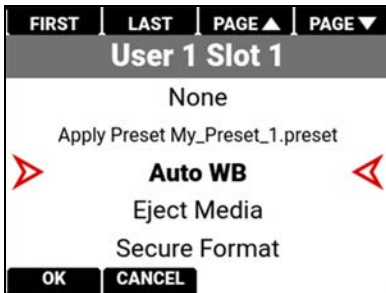 FIRST LAST PAGE▲ PAGE▼
User 1 Slot 1
None
Apply Preset My_Preset_1.preset
Auto WB
Eject Media
Secure Format
OK CANCEL